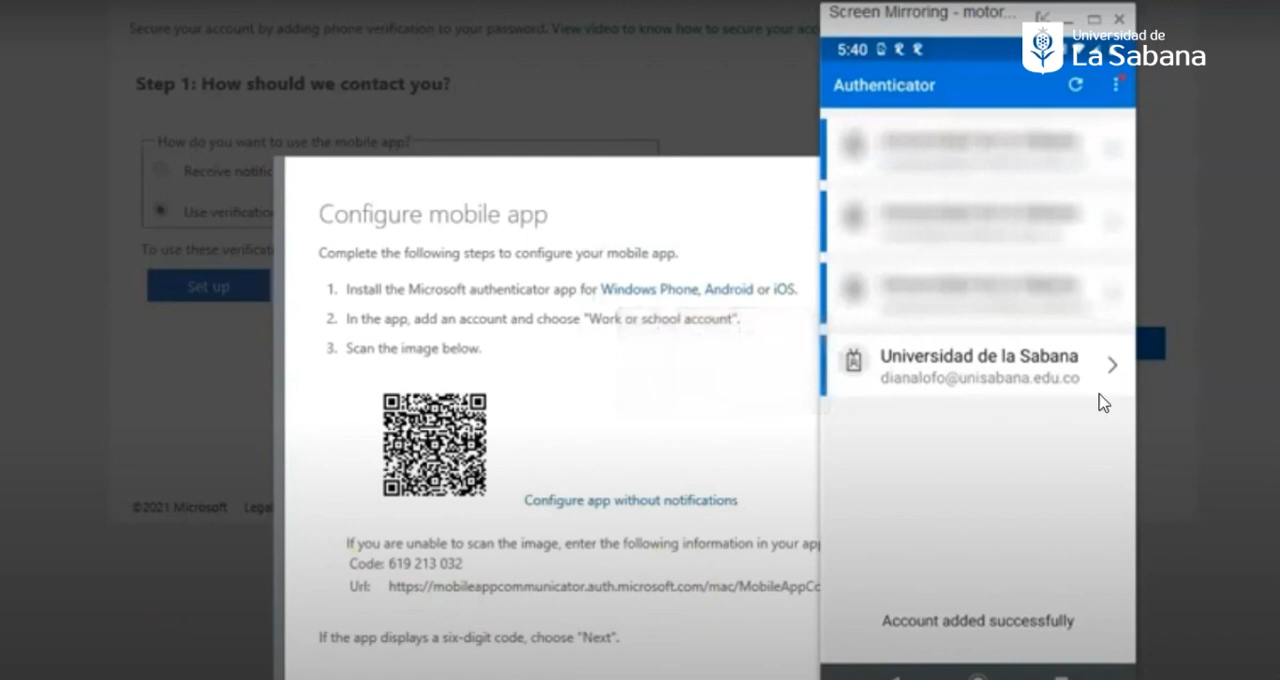 Secure your account by adding phone verification to your password. View video to know how to secure your acc
Step 1: How should we contact you?
How do you want to use the mobile app?
Receive notific
Use verification
To use these verificat
Set up
©2021 Microsoft Legal
Configure mobile app
Complete the following steps to configure your mobile app.
1. Install the Microsoft authenticator app for Windows Phone, Android or iOS.
2. In the app, add an account and choose "Work or school account".
3. Scan the image below.
Configure app without notifications
If you are unable to scan the image, enter the following information in your app
Code: 619 213 032
Url: https://mobileappcommunicator.auth.microsoft.com/mac/MobileAppCo
If the app displays a six-digit code, choose "Next".
Screen Mirroring - motor...
Universidad de
La Sabana
5:40
Authenticator
Universidad de la Sabana
dianalofo@unisabana.edu.co
Account added successfully